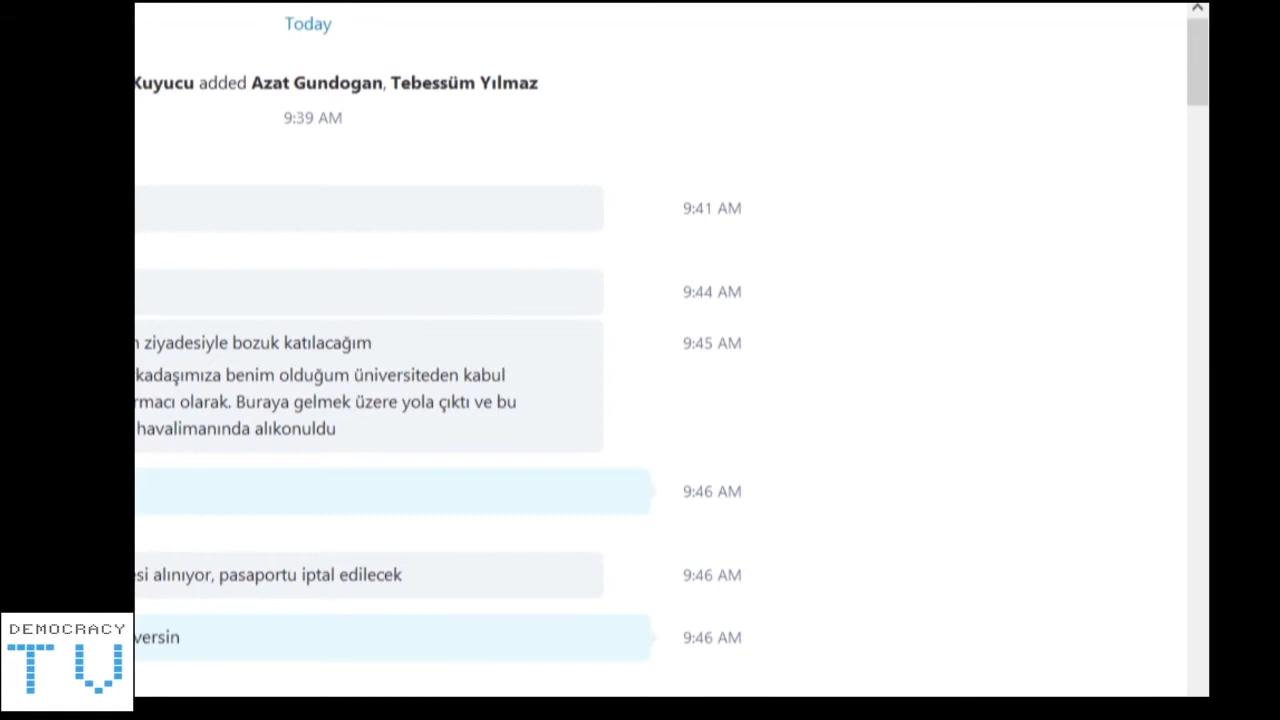 Today
Kuyucu added Azat Gundogan, Tebessüm Yılmaz
9:39 AM
9:41 AM
9:44 AM
ziyadesiyle bozuk katılacağım 9:45 AM
kadaşımıza benim olduğum üniversiteden kabul
rmacı olarak. Buraya gelmek üzere yola çıktı ve bu
havalimanında alıkonuldu
9:46 AM
si alınıyor, pasaportu iptal edilecek 9:46 AM
versin 9:46 AM
DEMOCRACY
TV